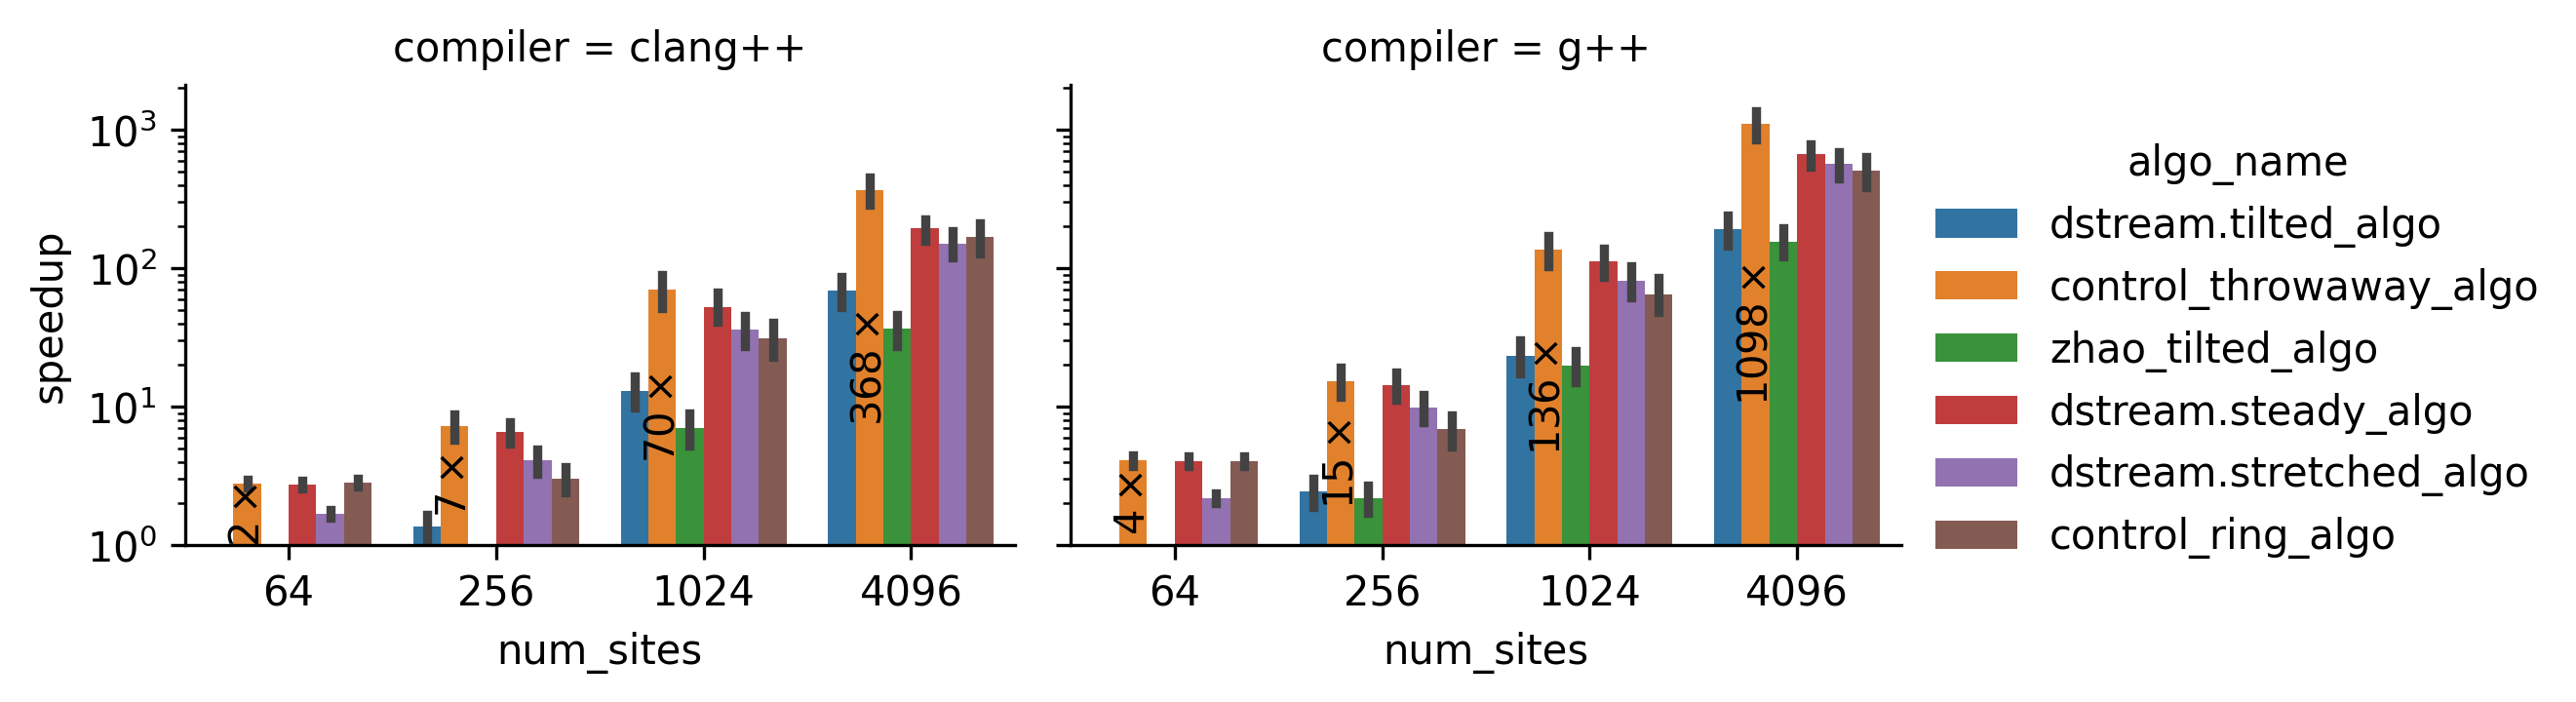 compiler = clang++
compiler = g++
speedup
10³
10²
10¹
10⁰
2 ×
7 ×
70 ×
368 ×
4 ×
15 ×
136 ×
1098 ×
64
256
1024
4096
64
256
1024
4096
num_sites
num_sites
algo_name
dstream.tilted_algo
control_throwaway_algo
zhao_tilted_algo
dstream.steady_algo
dstream.stretched_algo
control_ring_algo